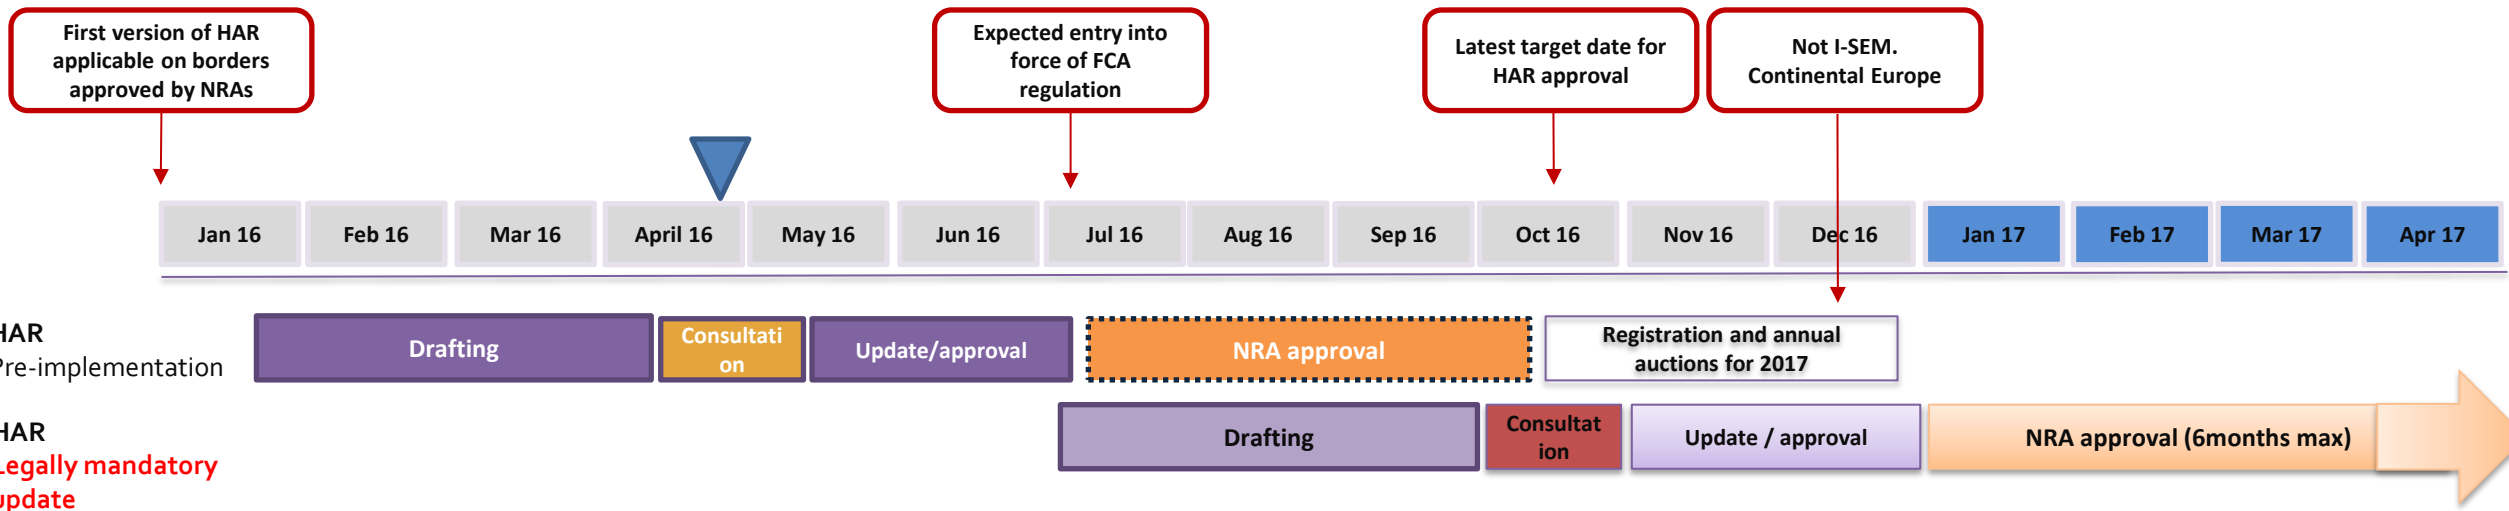 First version of HAR
applicable on borders
approved by NRAs
Expected entry into
force of FCA
regulation
Latest target date for
HAR approval
Not I-SEM.
Continental Europe
Jan 16
Feb 16
Mar 16
April 16
May 16
Jun 16
Jul 16
Aug 16
Sep 16
Oct 16
Nov 16
Dec 16
Jan 17
Feb 17
Mar 17
Apr 17
HAR
Pre-implementation
Drafting
Consultati
on
Update/approval
NRA approval
Registration and annual
auctions for 2017
HAR
Legally mandatory
update
Drafting
Consultat
ion
Update / approval
NRA approval (6months max)